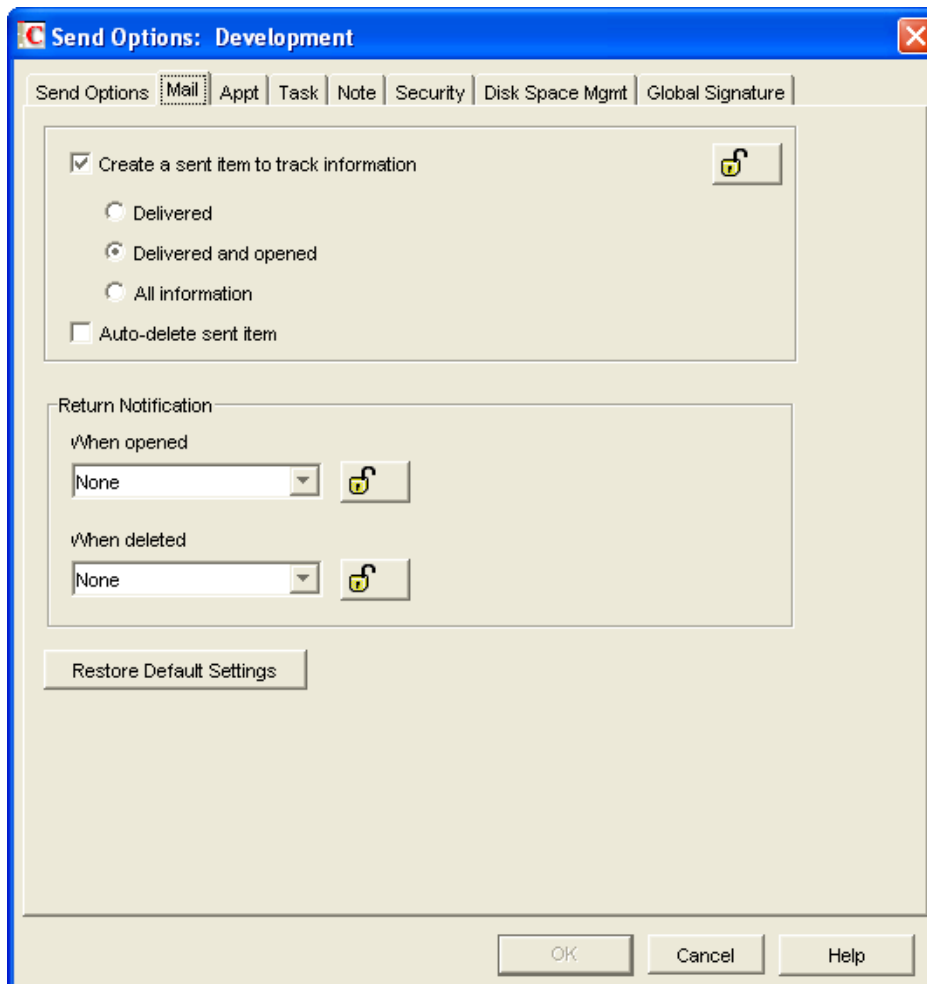 C Send Options: Development
Send Options Mail Appt Task Note Security Disk Space Mgmt Global Signature
Create a sent item to track information
Delivered
Delivered and opened
All information
Auto-delete sent item
Return Notification
When opened
None
When deleted
None
Restore Default Settings
OK Cancel Help